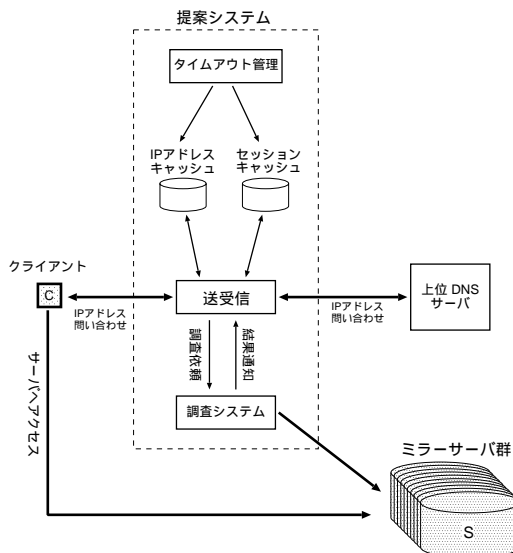 提案システム
タイムアウト管理
IPアドレス
キャッシュ
セッション
キャッシュ
クライアント
C
送受信
上位 DNS
サーバ
IPアドレス
問い合わせ
IPアドレス
問い合わせ
調査依頼
結果通知
サーバへアクセス
調査システム
ミラーサーバ群
S